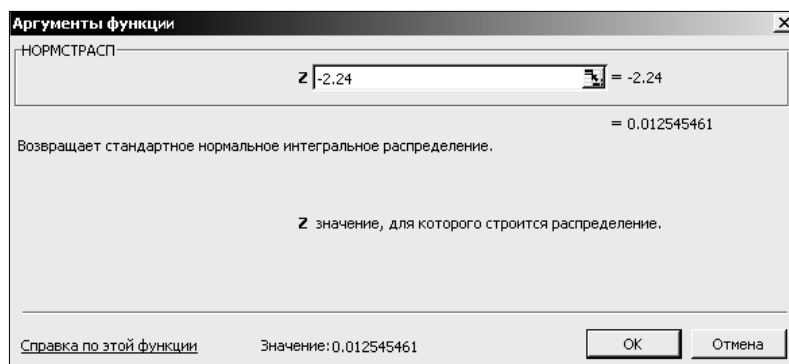 Аргументы функции
НОРМСТРАСП
Z -2.24 = -2.24
= 0.012545461
Возвращает стандартное нормальное интегральное распределение.
Z значение, для которого строится распределение.
Справка по этой функции Значение:0.012545461 OK Отмена